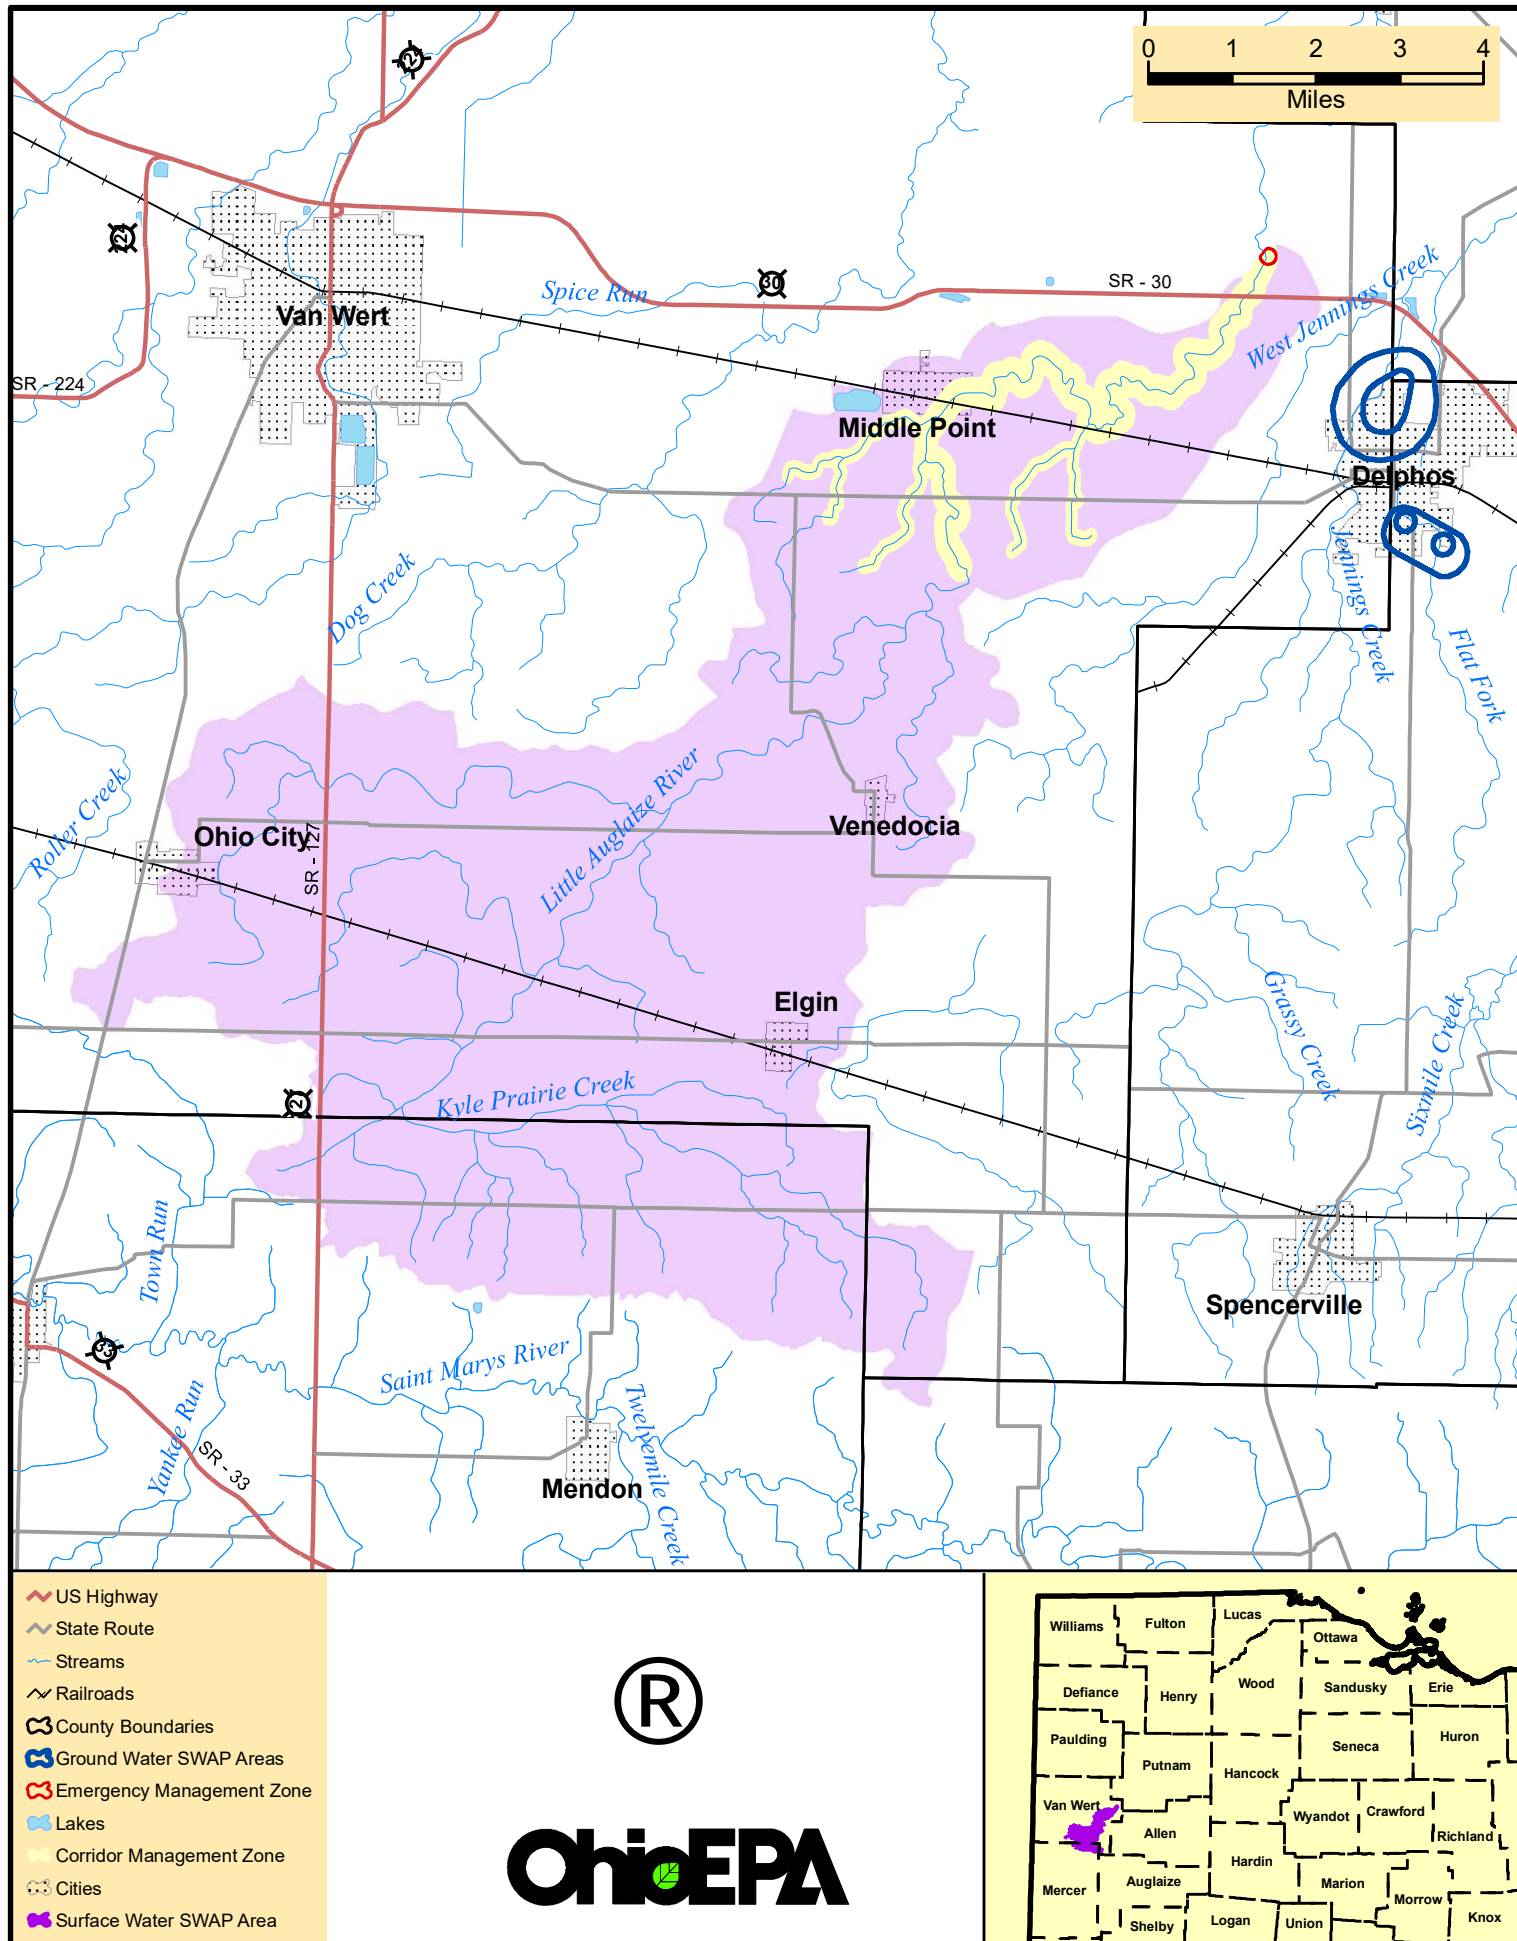 0 1 2 3 4
Miles
224
224
Van Wert
Spice Run
30
SR - 30
West Jennings Creek
SR - 224
Middle Point
Delphos
Dog Creek
Jennings Creek
Flat Fork
Little Auglaize River
Roller Creek
Ohio City
SR - 127
Venedocia
Elgin
Grassy Creek
Sixmile Creek
Kyle Prairie Creek
Town Run
Spencerville
33
Saint Marys River
Yankee Run
SR - 33
Twelvemile Creek
Mendon
US Highway
State Route
Streams
Railroads
County Boundaries
Ground Water SWAP Areas
Emergency Management Zone
Lakes
Corridor Management Zone
Cities
Surface Water SWAP Area
®
OhioEPA
Williams
Fulton
Lucas
Ottawa
Defiance
Henry
Wood
Sandusky
Erie
Paulding
Putnam
Hancock
Seneca
Huron
Van Wert
Allen
Wyandot
Crawford
Richland
Hardin
Mercer
Auglaize
Marion
Morrow
Shelby
Logan
Union
Knox